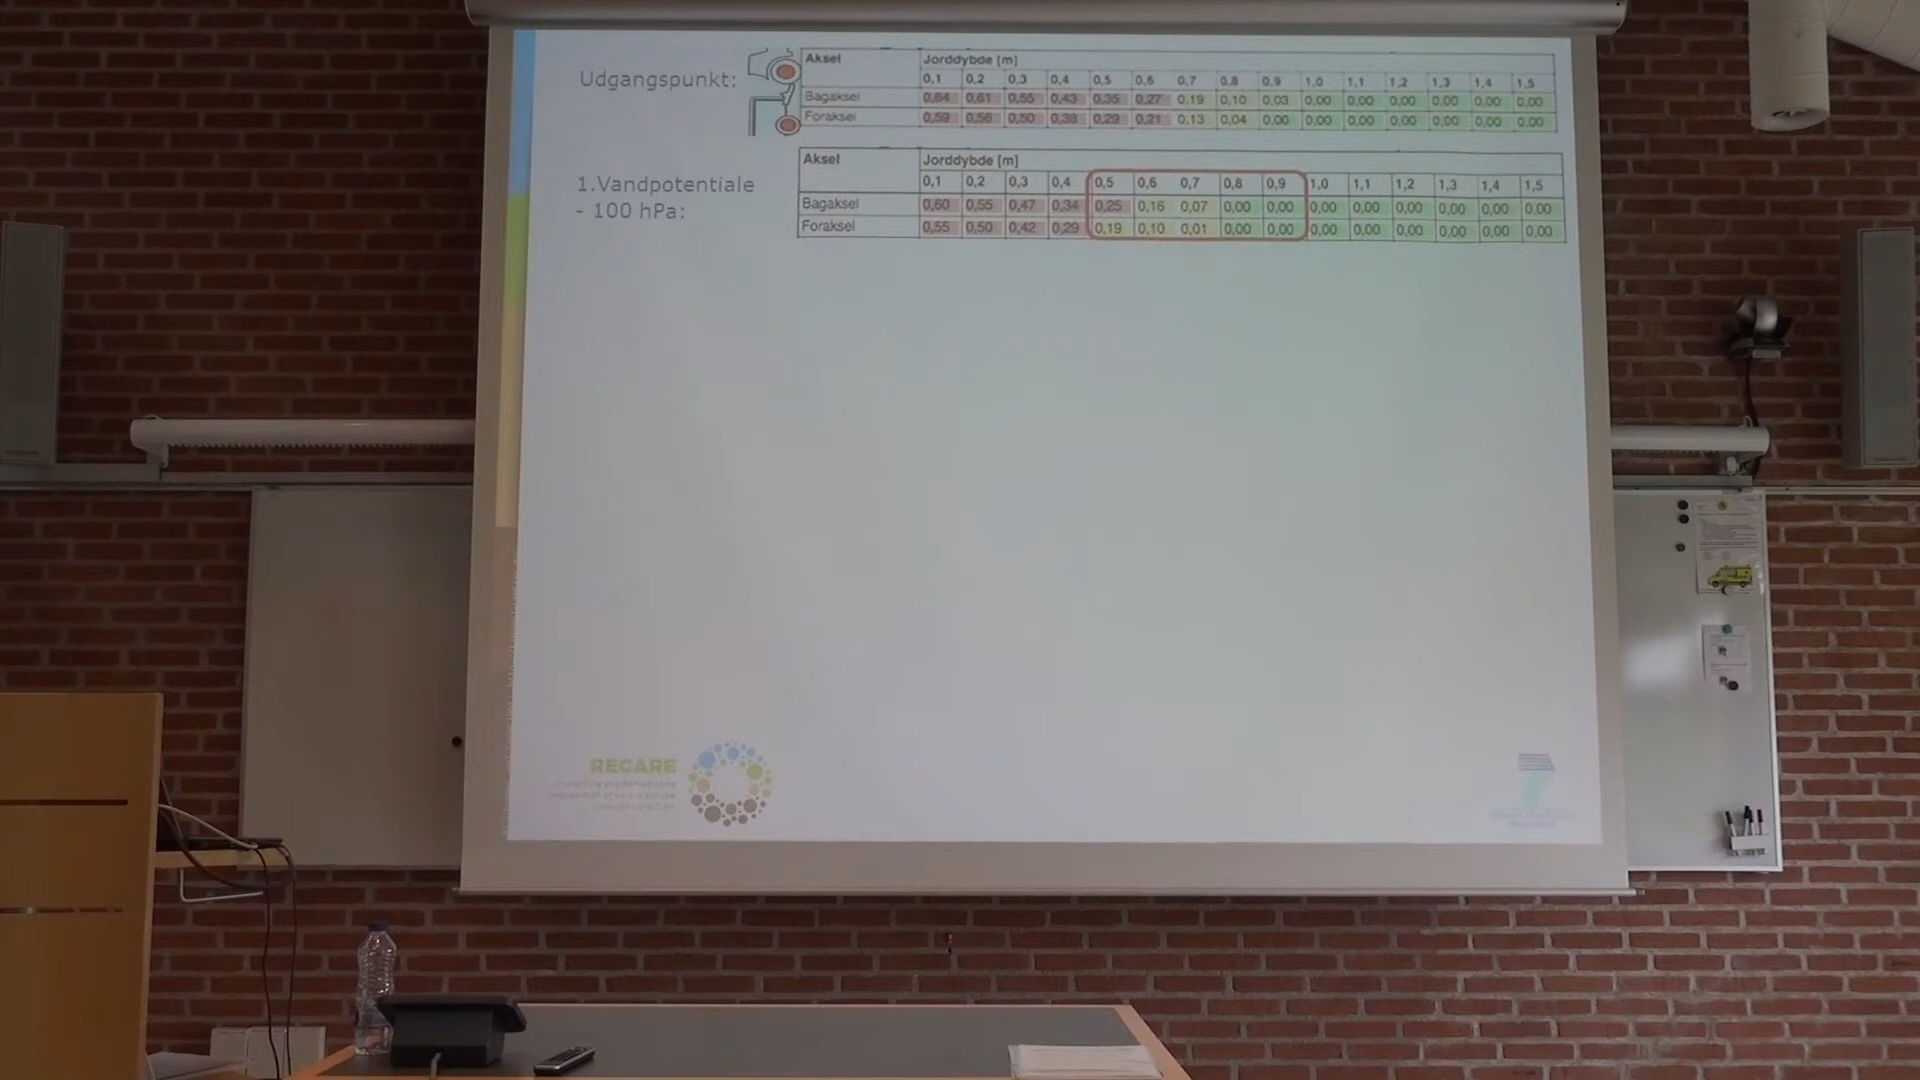 Udgangspunkt:
Aksel Jorddybde [m]
0,1 0,2 0,3 0,4 0,5 0,6 0,7 0,8 0,9 1,0 1,1 1,2 1,3 1,4 1,5
Bagaksel 0,64 0,61 0,55 0,43 0,35 0,27 0,19 0,10 0,03 0,00 0,00 0,00 0,00 0,00 0,00
Foraksel 0,59 0,56 0,50 0,38 0,29 0,21 0,13 0,04 0,00 0,00 0,00 0,00 0,00 0,00 0,00
1.Vandpotentiale
- 100 hPa:
Aksel Jorddybde [m]
0,1 0,2 0,3 0,4 0,5 0,6 0,7 0,8 0,9 1,0 1,1 1,2 1,3 1,4 1,5
Bagaksel 0,60 0,55 0,47 0,34 0,25 0,16 0,07 0,00 0,00 0,00 0,00 0,00 0,00 0,00 0,00
Foraksel 0,55 0,50 0,42 0,29 0,19 0,10 0,01 0,00 0,00 0,00 0,00 0,00 0,00 0,00 0,00
RECARE